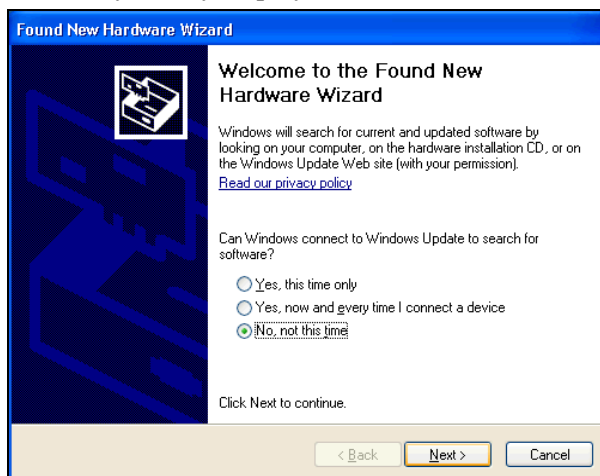 Found New Hardware Wizard
Welcome to the Found New
Hardware Wizard
Windows will search for current and updated software by
looking on your computer, on the hardware installation CD, or on
the Windows Update Web site (with your permission).
Read our privacy policy
Can Windows connect to Windows Update to search for
software?
Yes, this time only
Yes, now and every time I connect a device
No, not this time
Click Next to continue.
< Back
Next >
Cancel